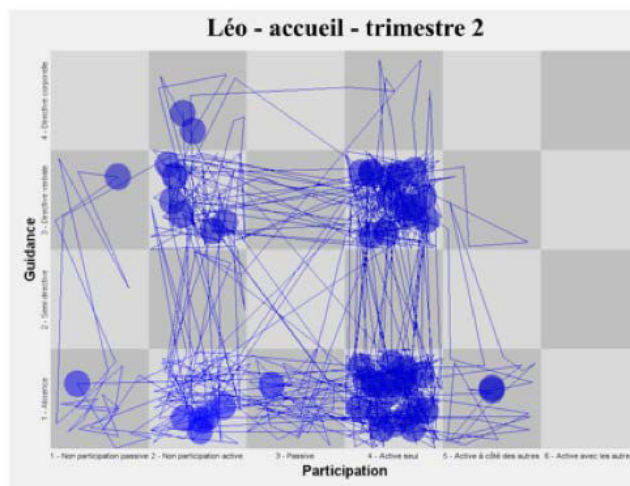 Léo - accueil - trimestre 2
4 - Directive corporelle
3 - Directive verbale
2 - Semi directive
1 - Absence
Guidance
1 - Non participation passive
2 - Non participation active
3 - Passive
4 - Active seul
5 - Active à côté des autres
6 - Active avec les autres
Participation